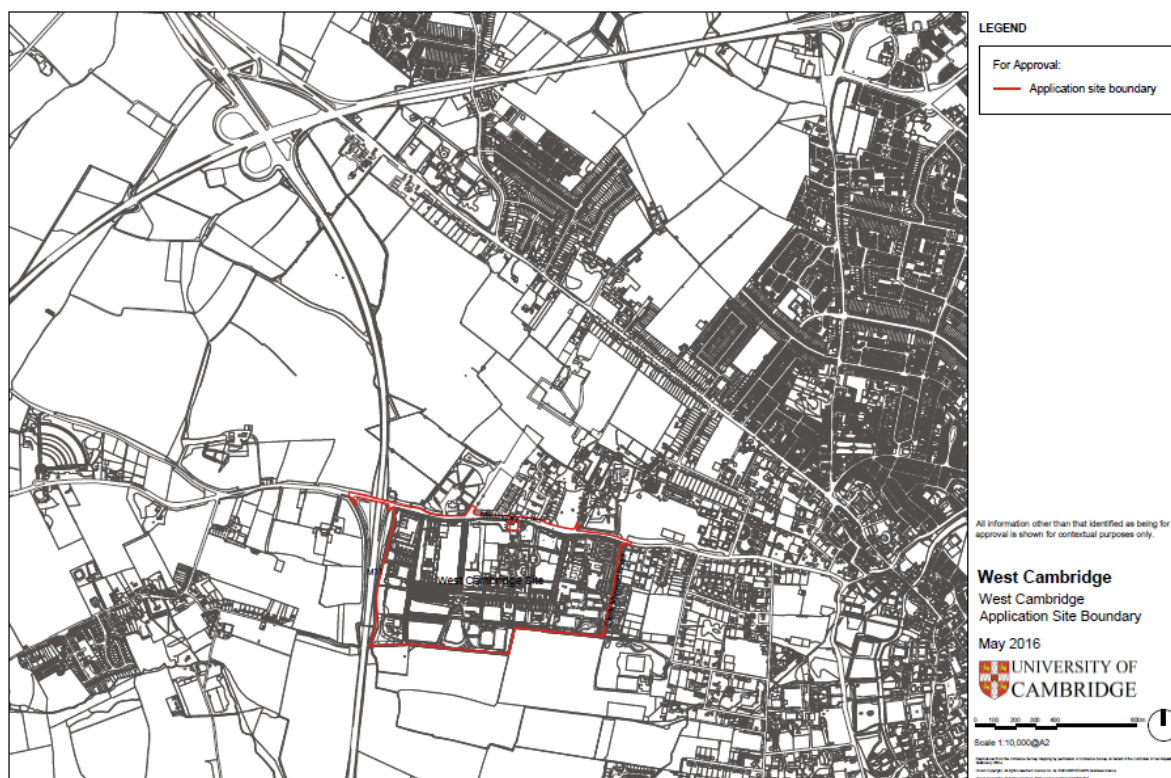 LEGEND
For Approval:
Application site boundary
West Cambridge Site
All information other than that identified as being for
approval is shown for contextual purposes only.
West Cambridge
West Cambridge
Application Site Boundary
May 2016
UNIVERSITY OF
CAMBRIDGE
0 100 200 300 400 800m
Scale 1:10,000@A2